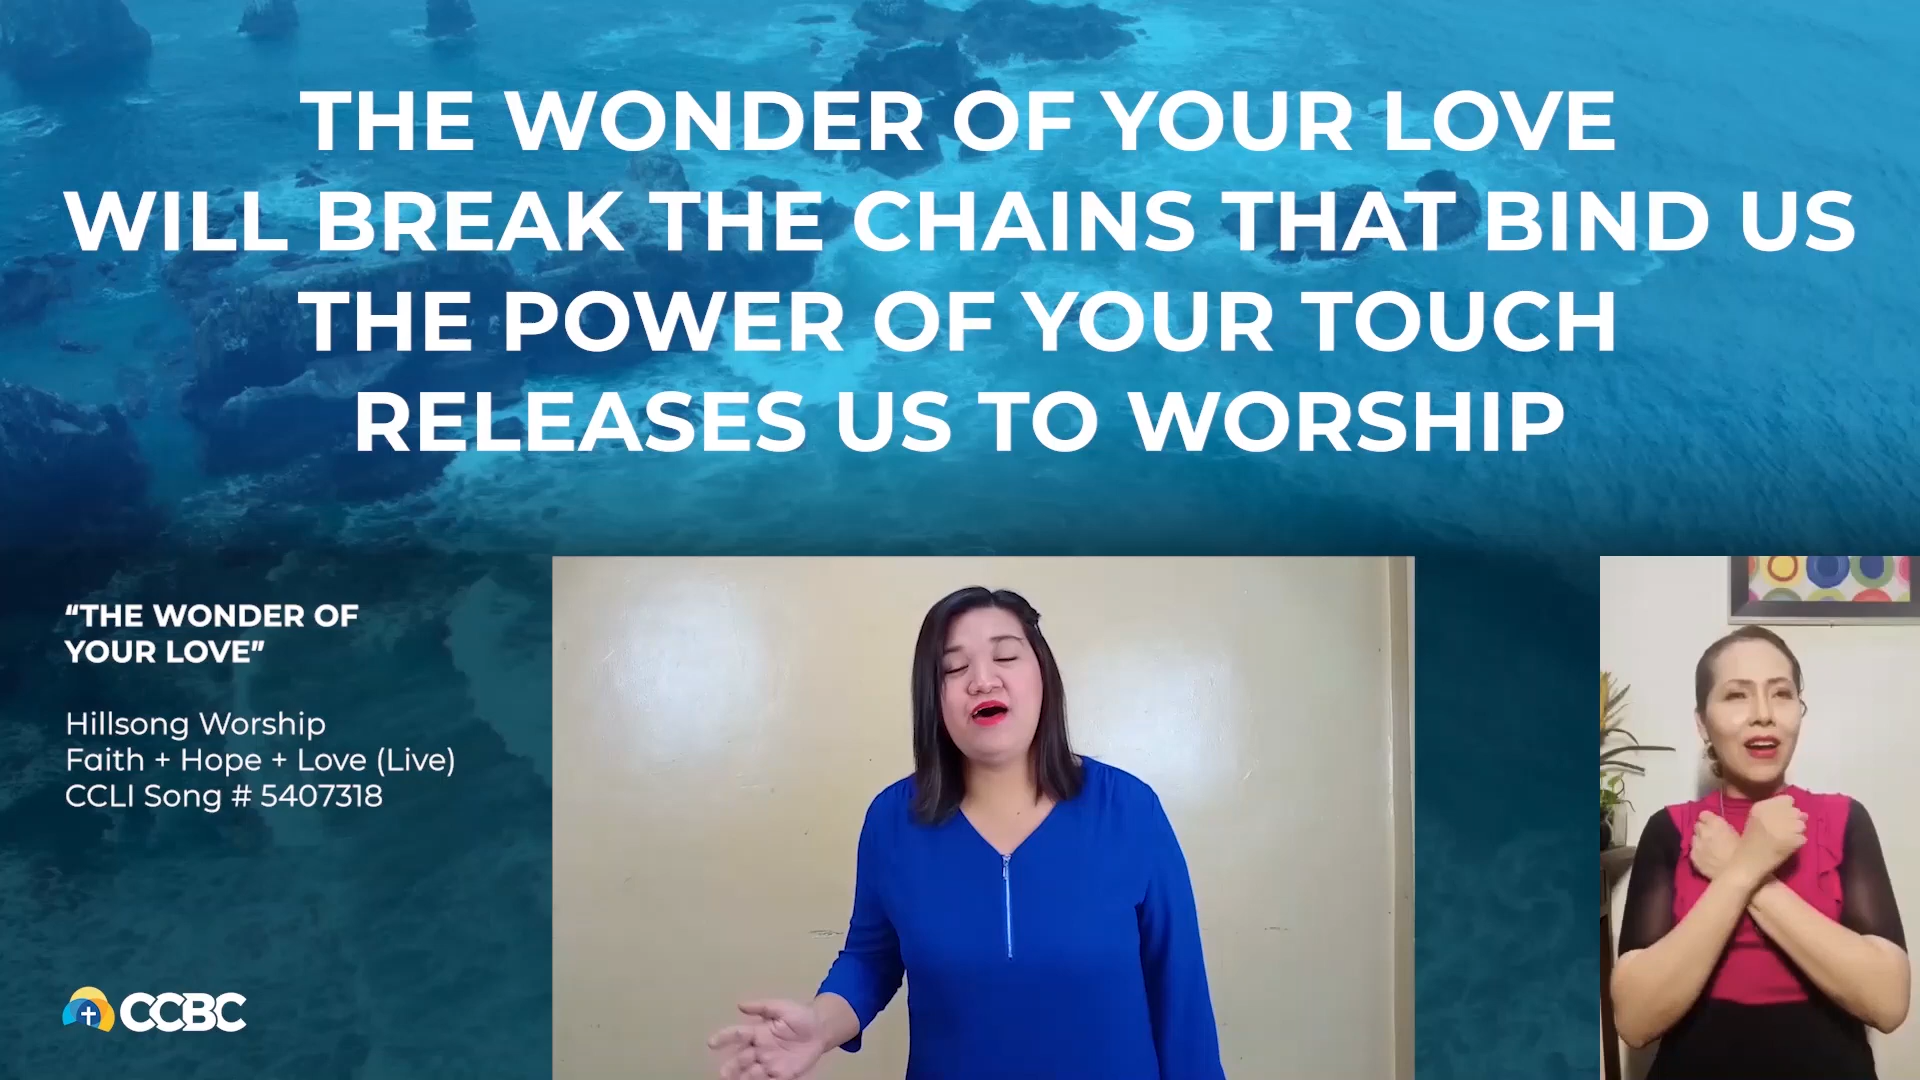 THE WONDER OF YOUR LOVE
WILL BREAK THE CHAINS THAT BIND US
THE POWER OF YOUR TOUCH
RELEASES US TO WORSHIP
“THE WONDER OF
YOUR LOVE”
Hillsong Worship
Faith + Hope + Love (Live)
CCLI Song # 5407318
CCBC